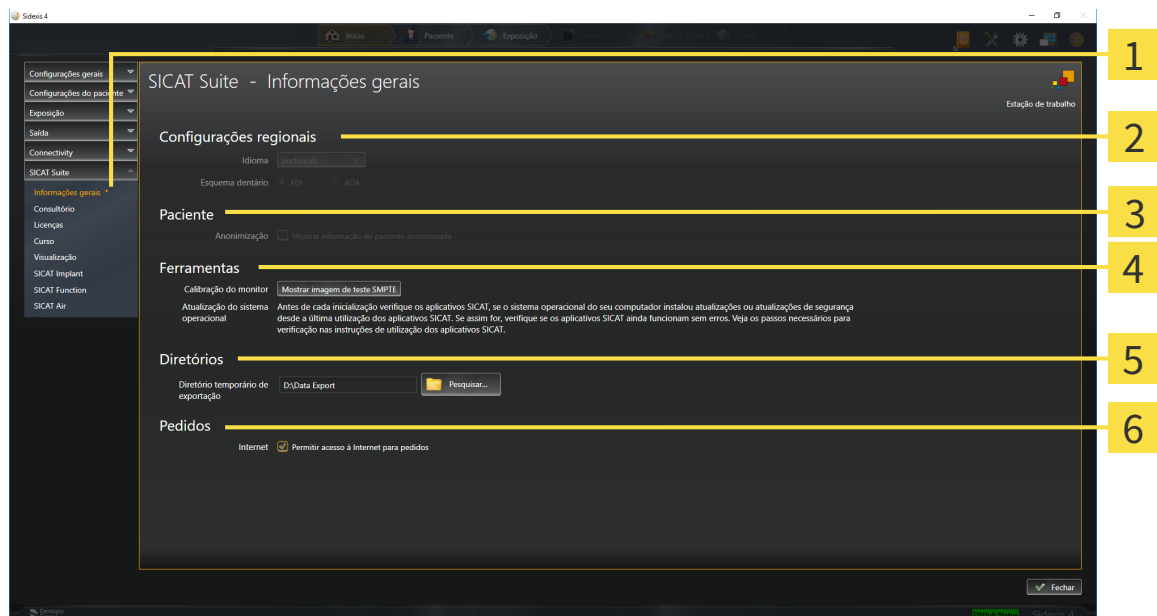 Sidexis 4
Início
Paciente
Exposição
1
Configurações gerais
Configurações do paciente
Exposição
Saída
Connectivity
SICAT Suite
Informações gerais *
Consultório
Licenças
Curso
Visualização
SICAT Implant
SICAT Function
SICAT Air
SICAT Suite - Informações gerais
Estação de trabalho
Configurações regionais
2
Idioma
português
Esquema dentário
FDI
ADA
Paciente
3
Anonimização
Mostrar informação do paciente anonimizada
Ferramentas
4
Calibração do monitor
Mostrar imagem de teste SMPTE
Atualização do sistema operacional
Antes de cada inicialização verifique os aplicativos SICAT, se o sistema operacional do seu computador instalou atualizações ou atualizações de segurança
desde a última utilização dos aplicativos SICAT. Se assim for, verifique se os aplicativos SICAT ainda funcionam sem erros. Veja os passos necessários para
verificação nas instruções de utilização dos aplicativos SICAT.
Diretórios
5
Diretório temporário de exportação
D:\Data Export
Pesquisar...
Pedidos
6
Internet
Permitir acesso à Internet para pedidos
Fechar
Dentsply
Sidexis 4